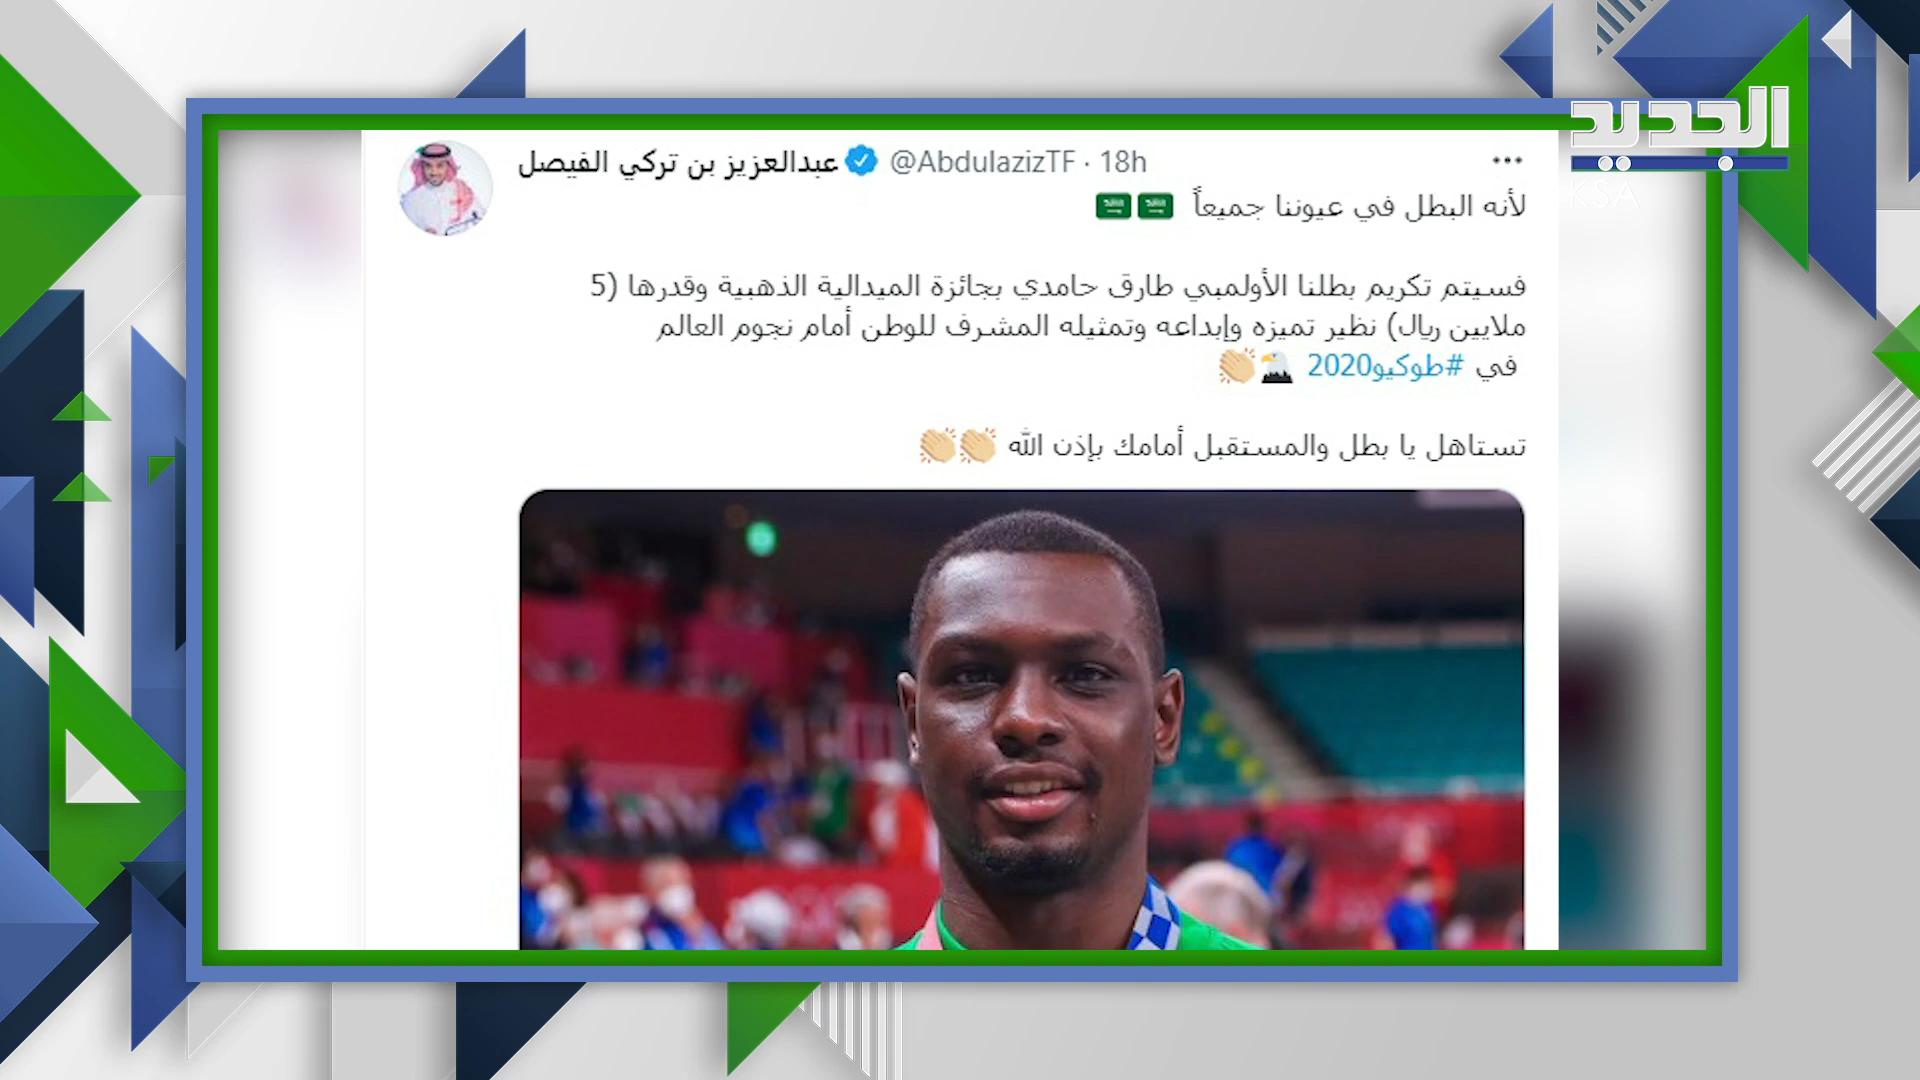 الجديد
KSA
عبدالعزيز بن تركي الفيصل @AbdulazizTF · 18h
لأنه البطل في عيوننا جميعاً 🇸🇦🇸🇦
فسيتم تكريم بطلنا الأولمبي طارق حامدي بجائزة الميدالية الذهبية وقدرها (5
ملايين ريال) نظير تميزه وإبداعه وتمثيله المشرف للوطن أمام نجوم العالم
في #طوكيو2020 🦅👏🏼
تستاهل يا بطل والمستقبل أمامك بإذن الله 👏🏼👏🏼